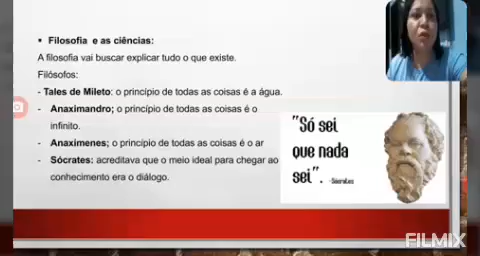 Filosofia e as ciências:
A filosofia vai buscar explicar tudo o que existe.
Filósofos:
- Tales de Mileto: o princípio de todas as coisas é a água.
- Anaximandro; o princípio de todas as coisas é o
infinito.
- Anaximenes; o princípio de todas as coisas é o ar
- Sócrates: acreditava que o meio ideal para chegar ao
conhecimento era o diálogo.
"Só sei
que nada
sei". -Sócrates
FILMIX